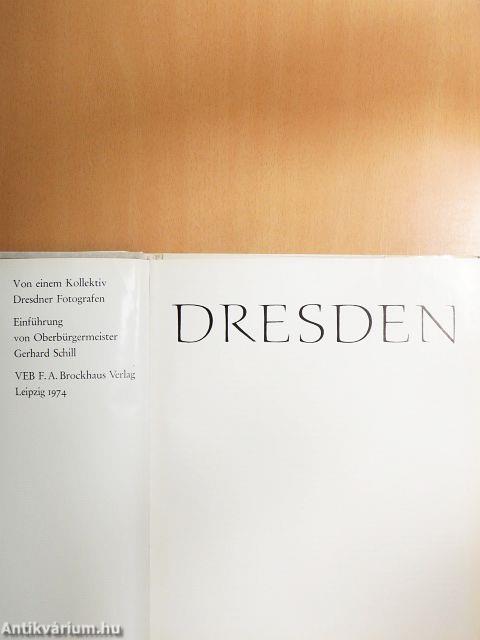 Von einem Kollektiv
Dresdner Fotografen
Einführung
von Oberbürgermeister
Gerhard Schill
VEB F. A. Brockhaus Verlag
Leipzig 1974
DRESDEN
Antikvárium.hu